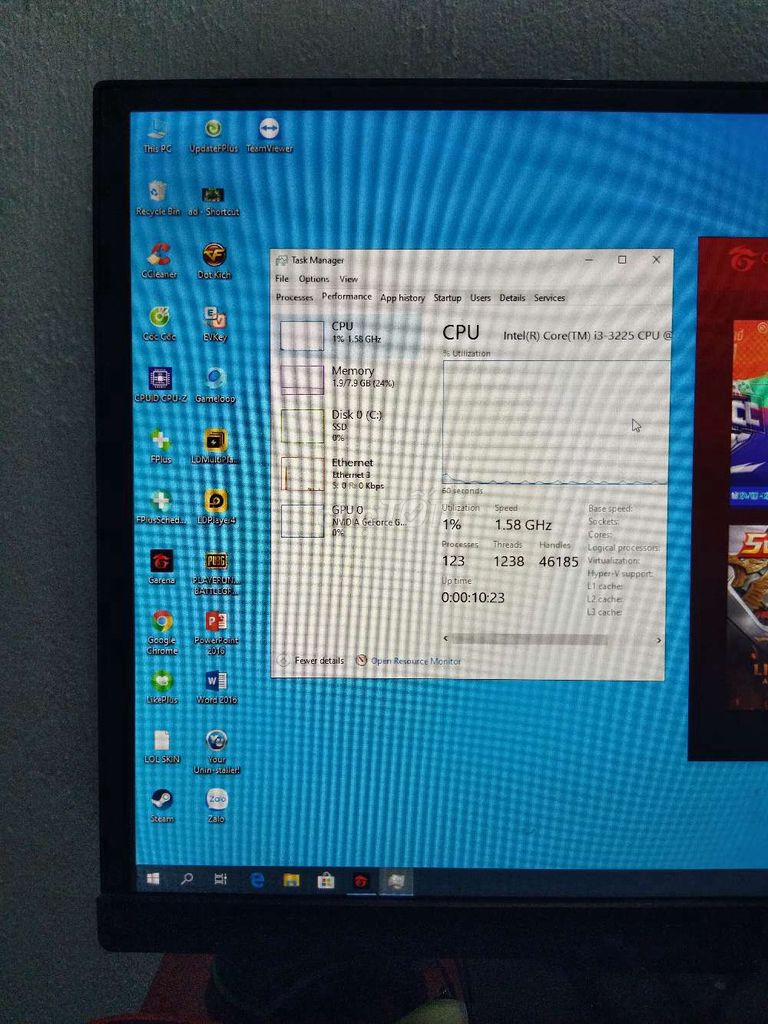 This PC
UpdateFPlus
TeamViewer
Recycle Bin
ad - Shortcut
CCleaner
Dot Kich
Coc Coc
EVKey
CPUID CPU-Z
Gameloop
FPlus
LDMultiPla...
FPlusSched...
LDPlayer4
Garena
PLAYERUN...
BATTLEGR...
Google
Chrome
PowerPoint
2016
LikePlus
Word 2016
LOL SKIN
Your
Unin-staller!
Steam
Zalo
Zalo
Task Manager
File Options View
Processes Performance App history Startup Users Details Services
CPU
1% 1.58 GHz
Memory
1.9/7.9 GB (24%)
Disk 0 (C:)
SSD
0%
Ethernet
Ethernet 3
S: 0 R: 0 Kbps
GPU 0
NVIDIA GeForce G...
0%
CPU Intel(R) Core(TM) i3-3225 CPU @
% Utilization
60 seconds
Utilization Speed
1% 1.58 GHz
Processes Threads Handles
123 1238 46185
Up time
0:00:10:23
Base speed:
Sockets:
Cores:
Logical processors:
Virtualization:
Hyper-V support:
L1 cache:
L2 cache:
L3 cache:
Fewer details Open Resource Monitor